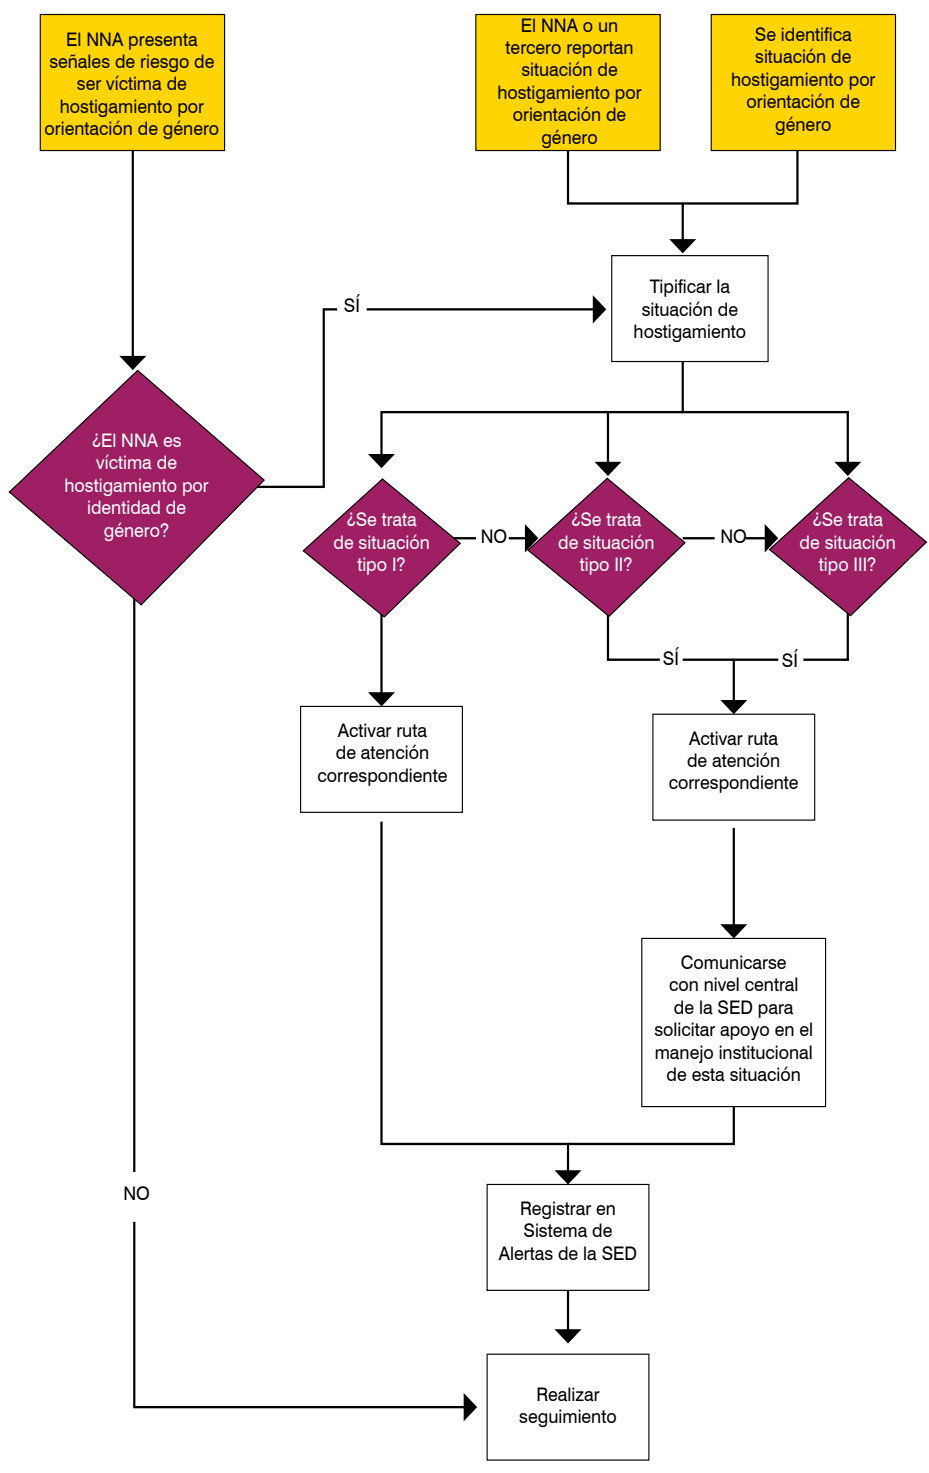 El NNA presenta
señales de riesgo de
ser víctima de
hostigamiento por
orientación de género
El NNA o un
tercero reportan
situación de
hostigamiento por
orientación de
género
Se identifica
situación de
hostigamiento por
orientación de
género
Tipificar la
situación de
hostigamiento
SÍ
¿El NNA es
víctima de
hostigamiento por
identidad de
género?
¿Se trata
de situación
tipo I?
NO
¿Se trata
de situación
tipo II?
NO
¿Se trata
de situación
tipo III?
SÍ
SÍ
Activar ruta
de atención
correspondiente
Activar ruta
de atención
correspondiente
Comunicarse
con nivel central
de la SED para
solicitar apoyo en el
manejo institucional
de esta situación
NO
Registrar en
Sistema de
Alertas de la SED
Realizar
seguimiento